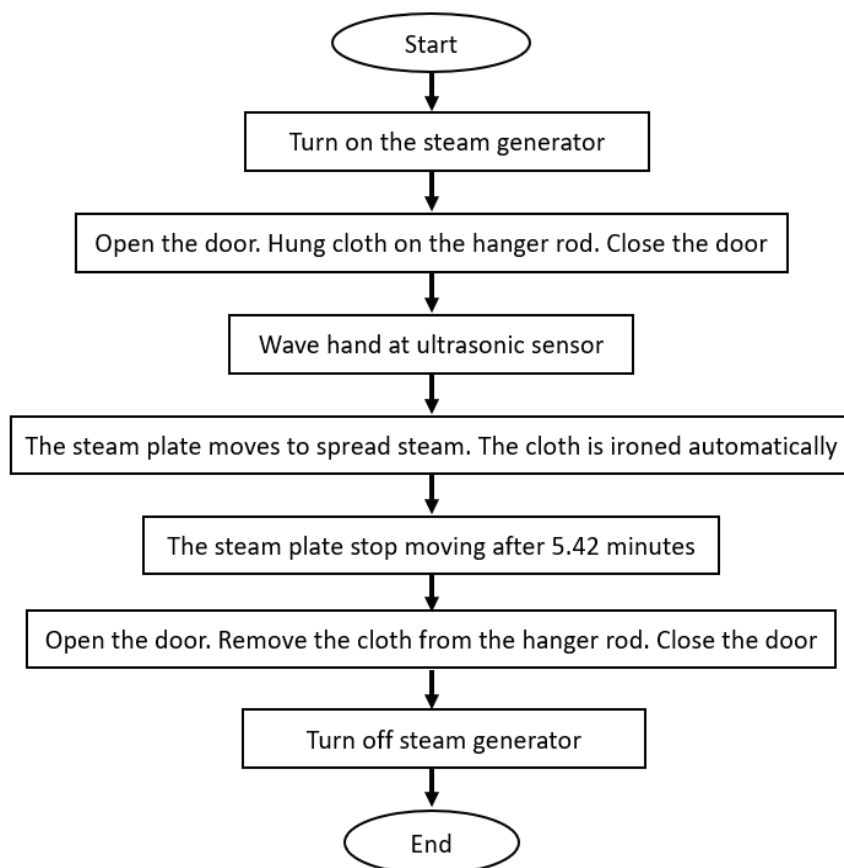 Start
Turn on the steam generator
Open the door. Hung cloth on the hanger rod. Close the door
Wave hand at ultrasonic sensor
The steam plate moves to spread steam. The cloth is ironed automatically
The steam plate stop moving after 5.42 minutes
Open the door. Remove the cloth from the hanger rod. Close the door
Turn off steam generator
End